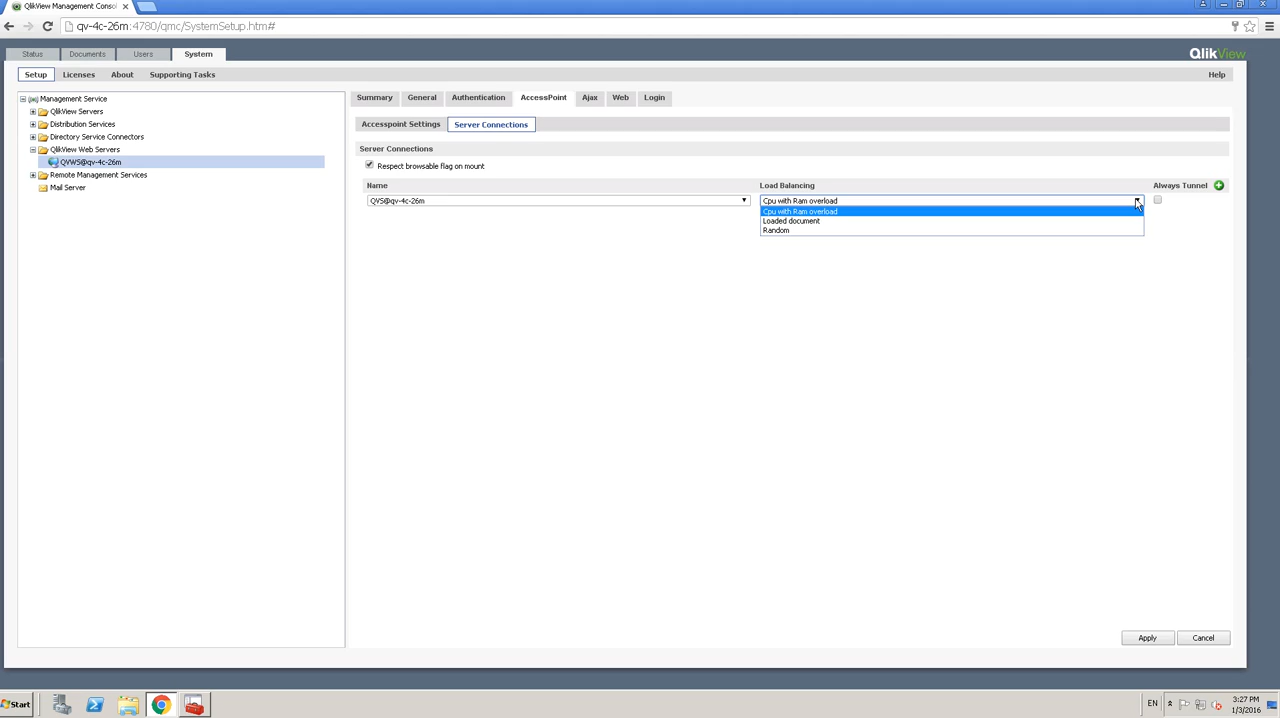 QlikView Management Consol
qv-4c-26m:4780/qmc/SystemSetup.htm#
Status Documents Users System
QlikView
Setup Licenses About Supporting Tasks Help
Management Service
QlikView Servers
Distribution Services
Directory Service Connectors
QlikView Web Servers
QVWS@qv-4c-26m
Remote Management Services
Mail Server
Summary General Authentication AccessPoint Ajax Web Login
Accesspoint Settings Server Connections
Server Connections
Respect browsable flag on mount
Name Load Balancing Always Tunnel
QVS@qv-4c-26m Cpu with Ram overload
Cpu with Ram overload
Loaded document
Random
Apply Cancel
Start EN 3:27 PM
1/3/2016